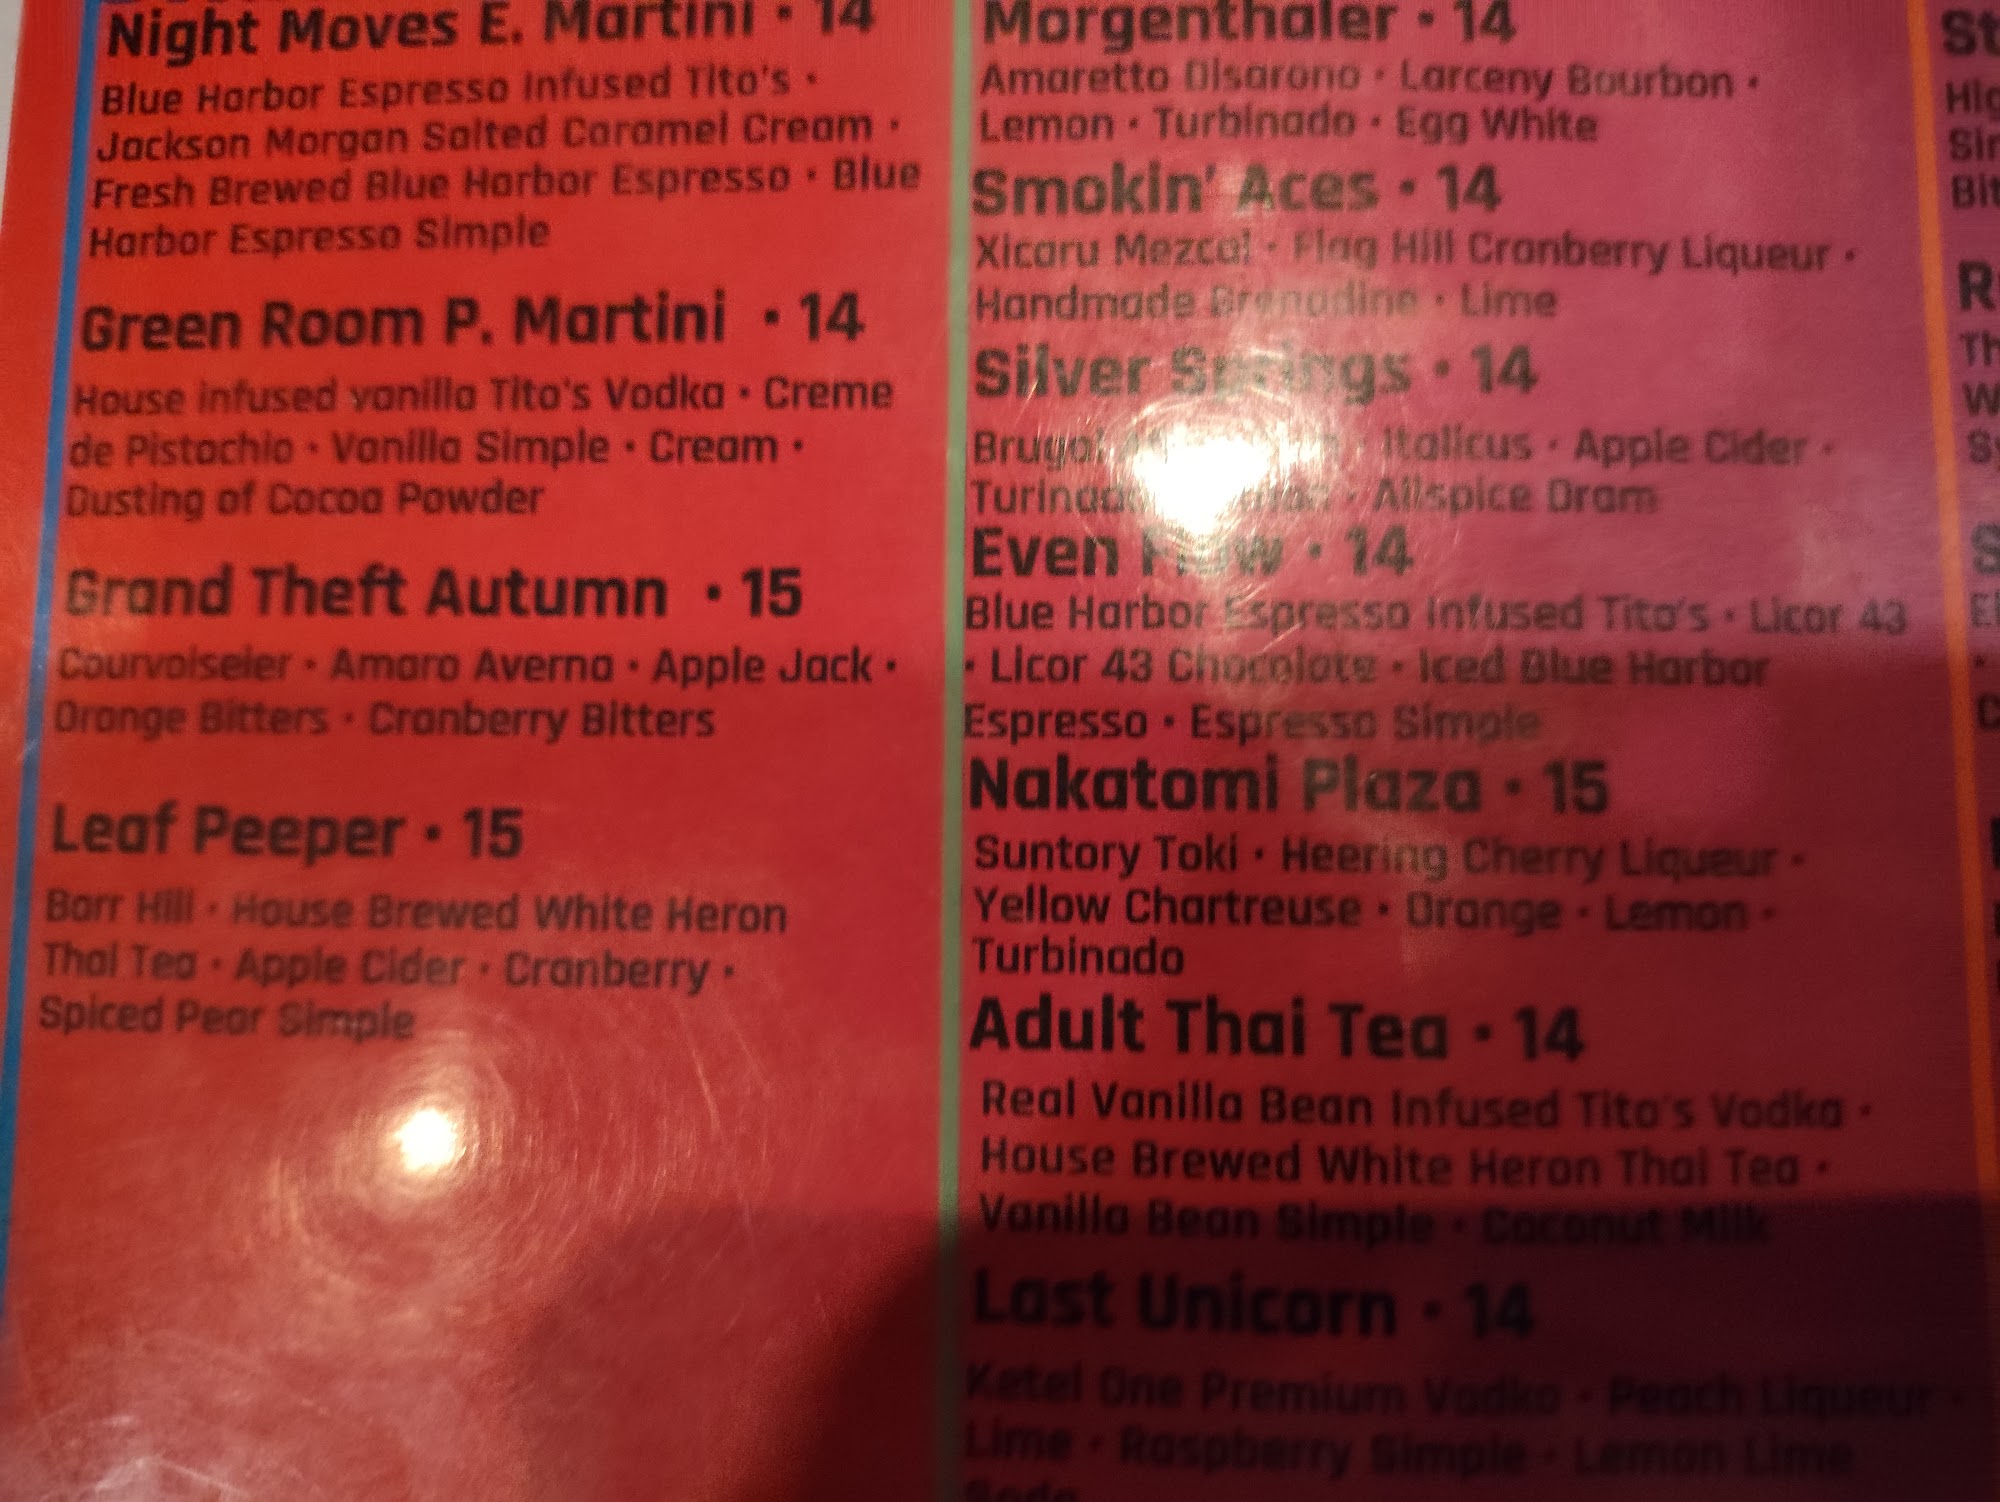 Night Moves E. Martini • 14
Blue Harbor Espresso Infused Tito's •
Jackson Morgan Salted Caramel Cream •
Fresh Brewed Blue Harbor Espresso • Blue
Harbor Espresso Simple
Green Room P. Martini • 14
House infused vanilla Tito's Vodka • Creme
de Pistachio • Vanilla Simple • Cream •
Dusting of Cocoa Powder
Grand Theft Autumn • 15
Courvoiseier • Amaro Averna • Apple Jack •
Orange Bitters • Cranberry Bitters
Leaf Peeper • 15
Barr Hill • House Brewed White Heron
Thai Tea • Apple Cider • Cranberry •
Spiced Pear Simple
Morgenthaler • 14
Amaretto Disarono • Larceny Bourbon •
Lemon • Turbinado • Egg White
Smokin' Aces • 14
Xicaru Mezcal • Flag Hill Cranberry Liqueur •
Handmade Grenadine • Lime
Silver Springs • 14
Brugal • Italicus • Apple Cider •
• Allspice Dram
Even Flow • 14
Blue Harbor Espresso Infused Tito's • Licor 43
• Licor 43 Chocolate • Iced Blue Harbor
Espresso • Espresso Simple
Nakatomi Plaza • 15
Suntory Toki • Heering Cherry Liqueur •
Yellow Chartreuse • Orange • Lemon •
Turbinado
Adult Thai Tea • 14
Real Vanilla Bean Infused Tito's Vodka •
House Brewed White Heron Thai Tea •
Vanilla Bean Simple • Coconut Milk
Last Unicorn • 14
Ketel One Premium Vodka • Peach Liqueur •
Lime • Raspberry Simple • Lemon Lime
Soda